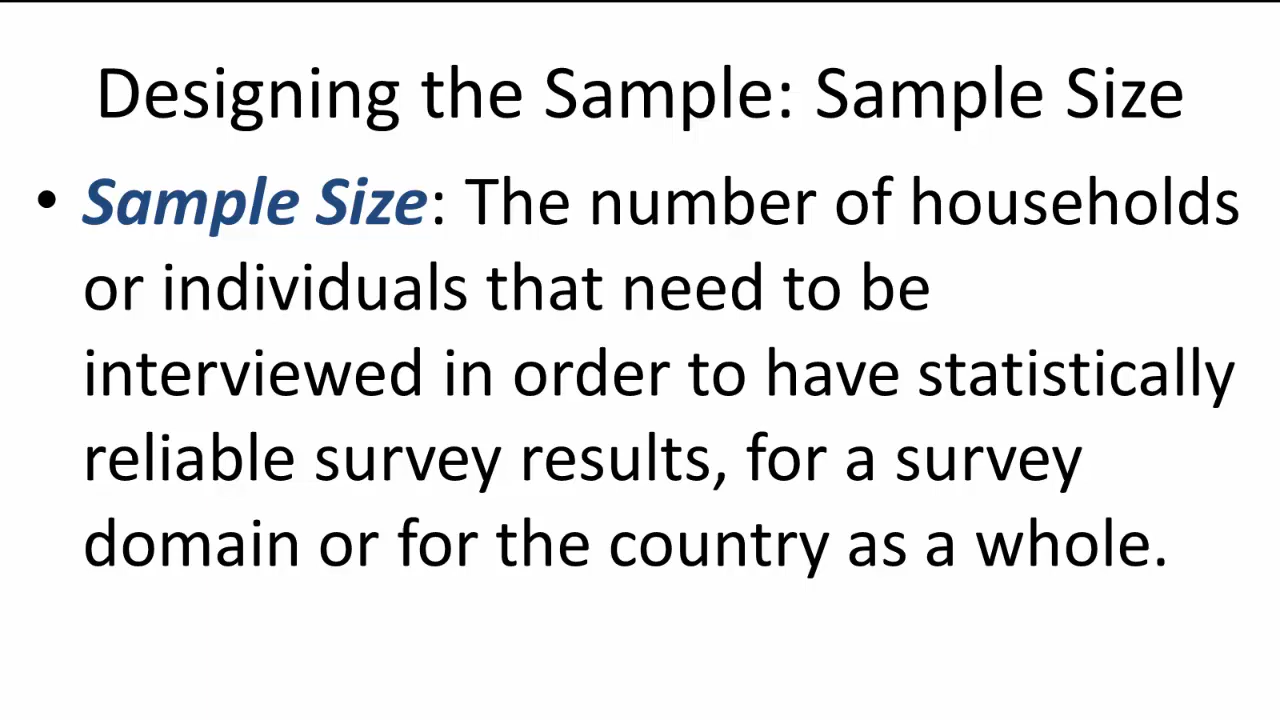 Designing the Sample: Sample Size
• Sample Size: The number of households
or individuals that need to be
interviewed in order to have statistically
reliable survey results, for a survey
domain or for the country as a whole.